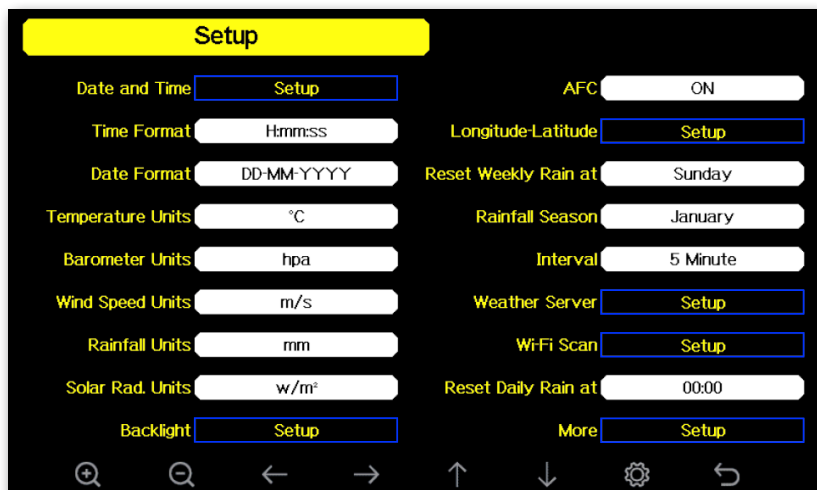 Setup
Date and Time Setup
Time Format H:mm:ss
Date Format DD-MM-YYYY
Temperature Units °C
Barometer Units hpa
Wind Speed Units m/s
Rainfall Units mm
Solar Rad. Units w/m²
Backlight Setup
AFC ON
Longitude-Latitude Setup
Reset Weekly Rain at Sunday
Rainfall Season January
Interval 5 Minute
Weather Server Setup
Wi-Fi Scan Setup
Reset Daily Rain at 00:00
More Setup